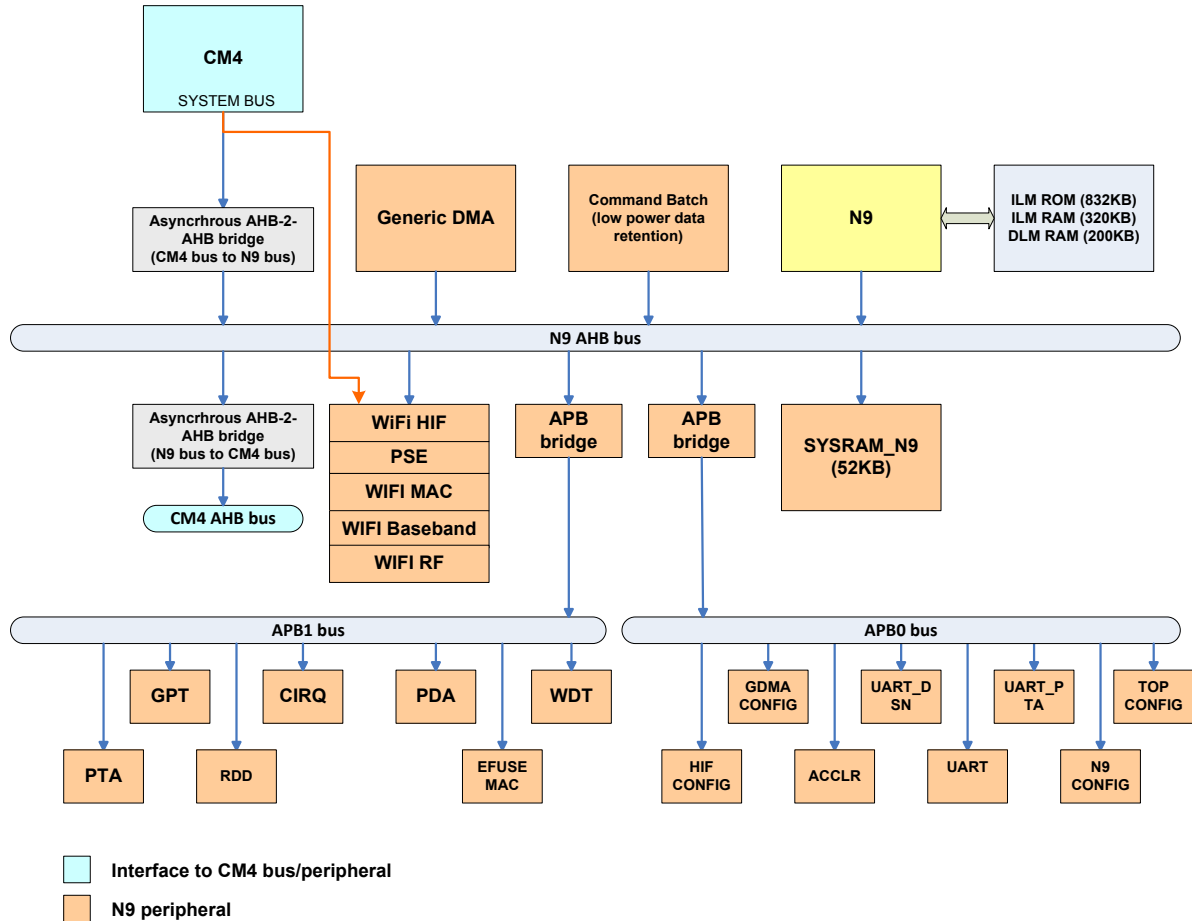 CM4
SYSTEM BUS
Asyncrhrous AHB-2-
AHB bridge
(CM4 bus to N9 bus)
Generic DMA
Command Batch
(low power data
retention)
N9
ILM ROM (832KB)
ILM RAM (320KB)
DLM RAM (200KB)
N9 AHB bus
Asyncrhrous AHB-2-
AHB bridge
(N9 bus to CM4 bus)
CM4 AHB bus
WiFi HIF
PSE
WIFI MAC
WIFI Baseband
WIFI RF
APB
bridge
APB
bridge
SYSRAM_N9
(52KB)
APB1 bus
APB0 bus
GPT
CIRQ
PDA
WDT
GDMA
CONFIG
UART_D
SN
UART_P
TA
TOP
CONFIG
PTA
RDD
EFUSE
MAC
HIF
CONFIG
ACCLR
UART
N9
CONFIG
Interface to CM4 bus/peripheral
N9 peripheral